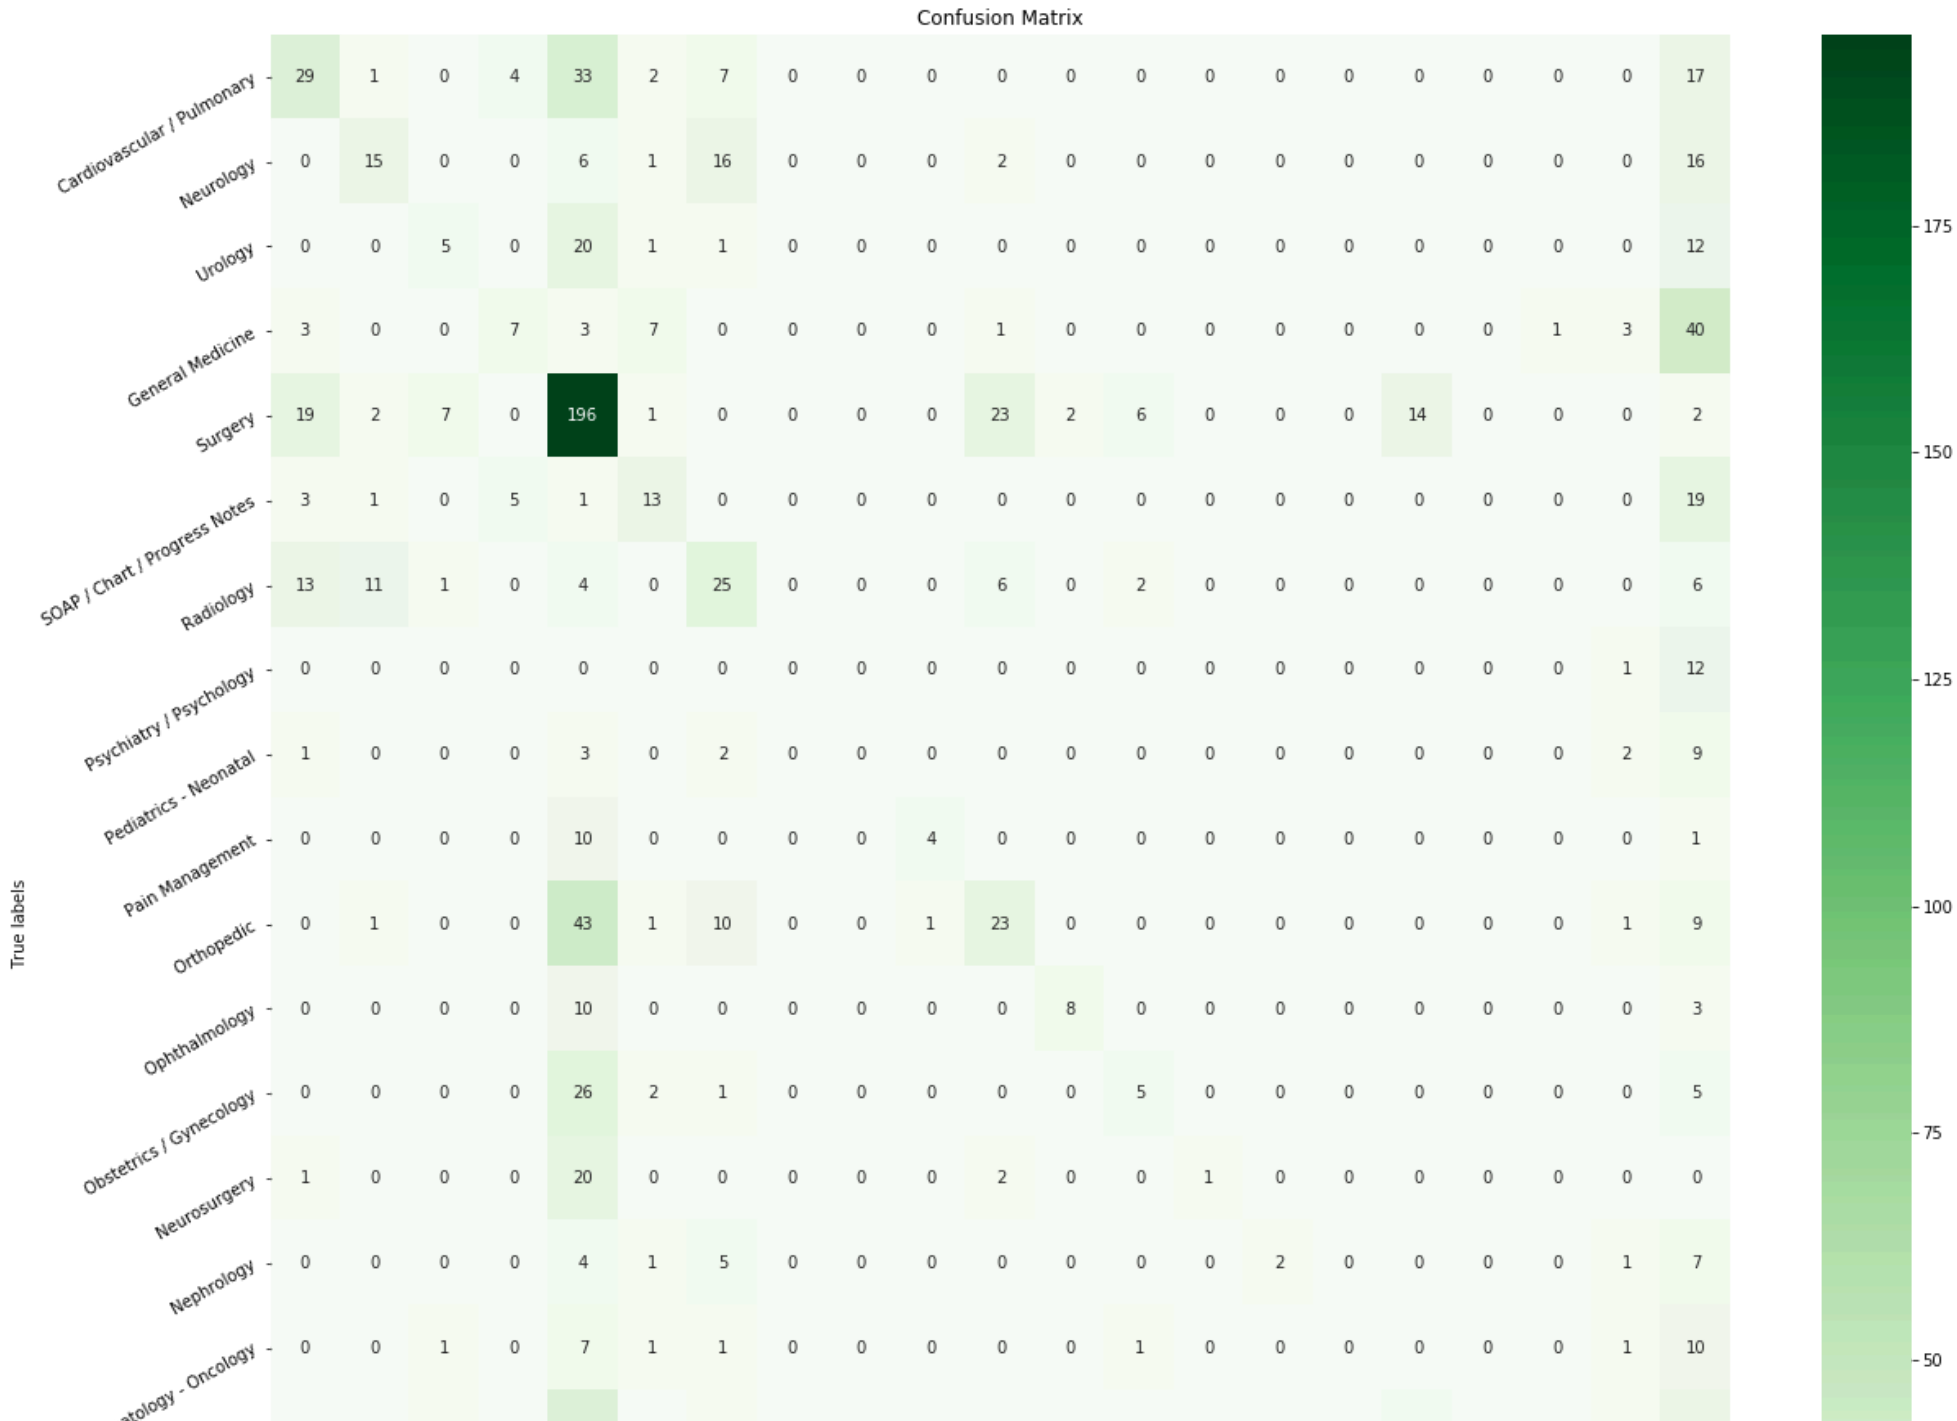 Confusion Matrix
Cardiovascular / Pulmonary 29 1 0 4 33 2 7 0 0 0 0 0 0 0 0 0 0 0 0 0 17
Neurology 0 15 0 0 6 1 16 0 0 0 2 0 0 0 0 0 0 0 0 0 16
Urology 0 0 5 0 20 1 1 0 0 0 0 0 0 0 0 0 0 0 0 0 12
General Medicine 3 0 0 7 3 7 0 0 0 0 1 0 0 0 0 0 0 0 1 3 40
Surgery 19 2 7 0 196 1 0 0 0 0 23 2 6 0 0 0 14 0 0 0 2
SOAP / Chart / Progress Notes 3 1 0 5 1 13 0 0 0 0 0 0 0 0 0 0 0 0 0 0 19
Radiology 13 11 1 0 4 0 25 0 0 0 6 0 2 0 0 0 0 0 0 0 6
Psychiatry / Psychology 0 0 0 0 0 0 0 0 0 0 0 0 0 0 0 0 0 0 0 1 12
Pediatrics - Neonatal 1 0 0 0 3 0 2 0 0 0 0 0 0 0 0 0 0 0 0 2 9
Pain Management 0 0 0 0 10 0 0 0 0 4 0 0 0 0 0 0 0 0 0 0 1
Orthopedic 0 1 0 0 43 1 10 0 0 1 23 0 0 0 0 0 0 0 0 1 9
Ophthalmology 0 0 0 0 10 0 0 0 0 0 0 8 0 0 0 0 0 0 0 0 3
Obstetrics / Gynecology 0 0 0 0 26 2 1 0 0 0 0 0 5 0 0 0 0 0 0 0 5
Neurosurgery 1 0 0 0 20 0 0 0 0 0 2 0 0 1 0 0 0 0 0 0 0
Nephrology 0 0 0 0 4 1 5 0 0 0 0 0 0 0 2 0 0 0 0 1 7
atology - Oncology 0 0 1 0 7 1 1 0 0 0 0 0 1 0 0 0 0 0 0 1 10
True labels
175
150
125
100
75
50